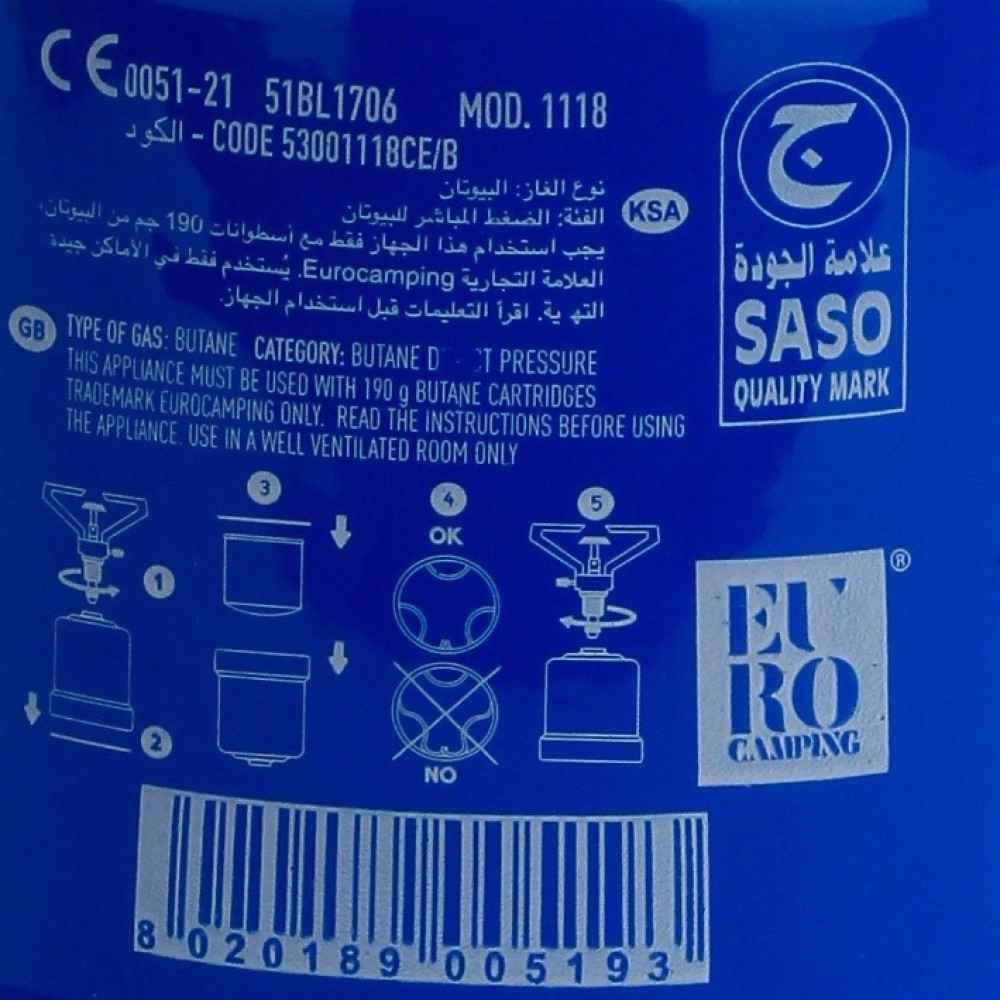 CE 0051-21 51BL1706 MOD. 1118
الكود - CODE 53001118CE/B
نوع الغاز: البيوتان
الفئة: الضغط المباشر للبيوتان
KSA
يجب استخدام هذا الجهاز فقط مع أسطوانات 190 جم من البيوتان،
العلامة التجارية Eurocamping. يُستخدم فقط في الأماكن جيدة
التهوية. اقرأ التعليمات قبل استخدام الجهاز.
GB
TYPE OF GAS: BUTANE CATEGORY: BUTANE PRESSURE
THIS APPLIANCE MUST BE USED WITH 190 g BUTANE CARTRIDGES
TRADEMARK EUROCAMPING ONLY. READ THE INSTRUCTIONS BEFORE USING
THE APPLIANCE. USE IN A WELL VENTILATED ROOM ONLY
ج
علامة الجودة
SASO
QUALITY MARK
1
2
3
4
OK
NO
5
EU
RO
CAMPING
®
8 020189 005193